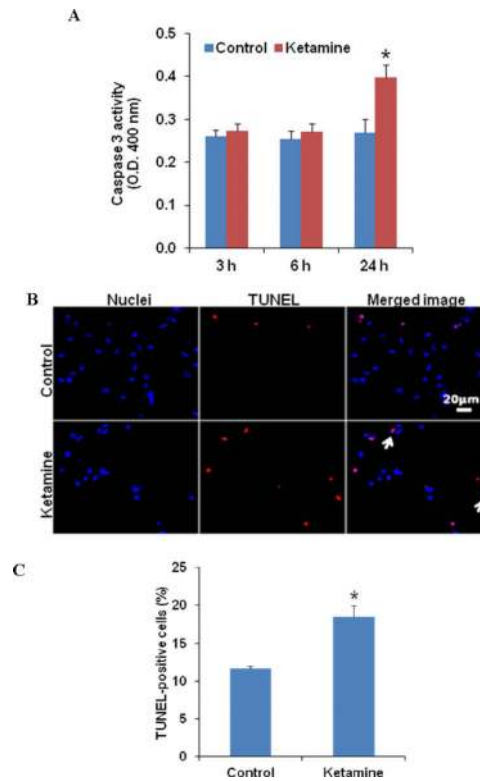 A
Control Ketamine
*
0.5
0.4
0.3
0.2
0.1
0.0
Caspase 3 activity
(O.D. 400 nm)
3 h 6 h 24 h
B
Nuclei TUNEL Merged image
Control
20μm
Ketamine
C
*
25
20
15
10
5
0
TUNEL-positive cells (%)
Control Ketamine